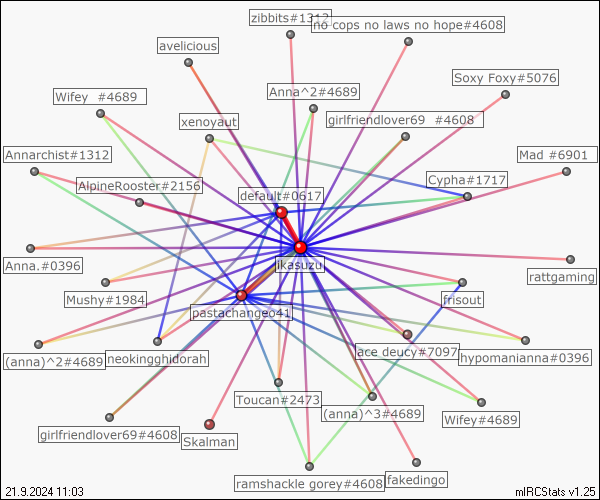 zibbits#1312
no cops no laws no hope#4608
avelicious
Soxy Foxy#5076
Wifey  #4689
Anna^2#4689
xenoyaut
girlfriendlover69  #4608
Annarchist#1312
Mad #6901
AlpineRooster#2156
Cypha#1717
default#0617
Anna.#0396
ikasuzu
rattgaming
Mushy#1984
frisout
pastachangeo41
(anna)^2#4689
neokingghidorah
ace deucy#7097
hypomanianna#0396
Toucan#2473
(anna)^3#4689
Wifey#4689
girlfriendlover69#4608
Skalman
ramshackle gorey#4608
fakedingo
21.9.2024 11:03
mIRCStats v1.25